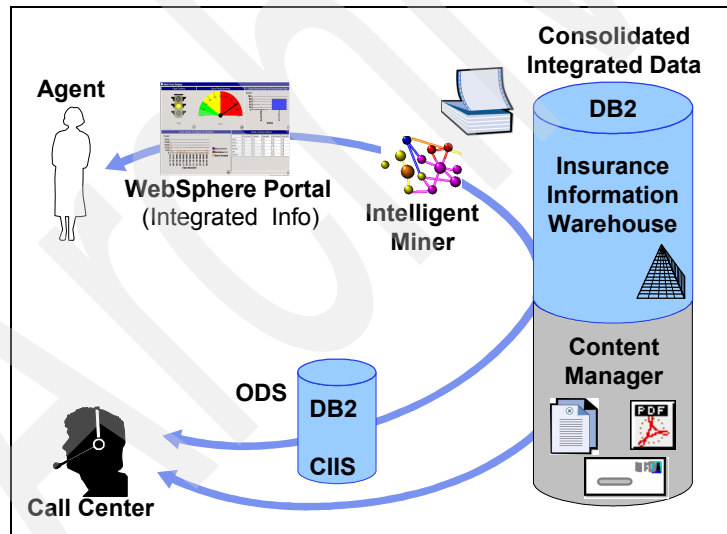 Consolidated
Integrated Data
Agent
DB2
Insurance
Information
Warehouse
WebSphere Portal
(Integrated Info)
Intelligent
Miner
Content
Manager
PDF
ODS
DB2
CIIS
Call Center